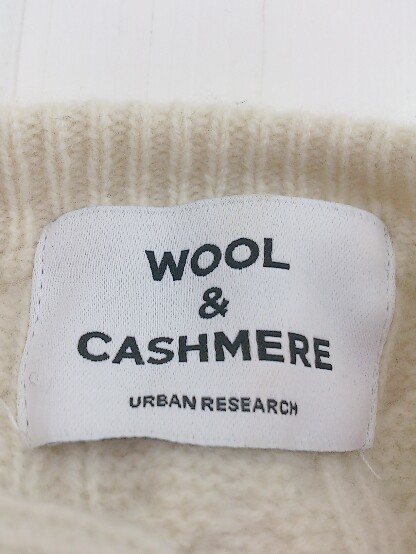 WOOL
&
CASHMERE
URBAN RESEARCH